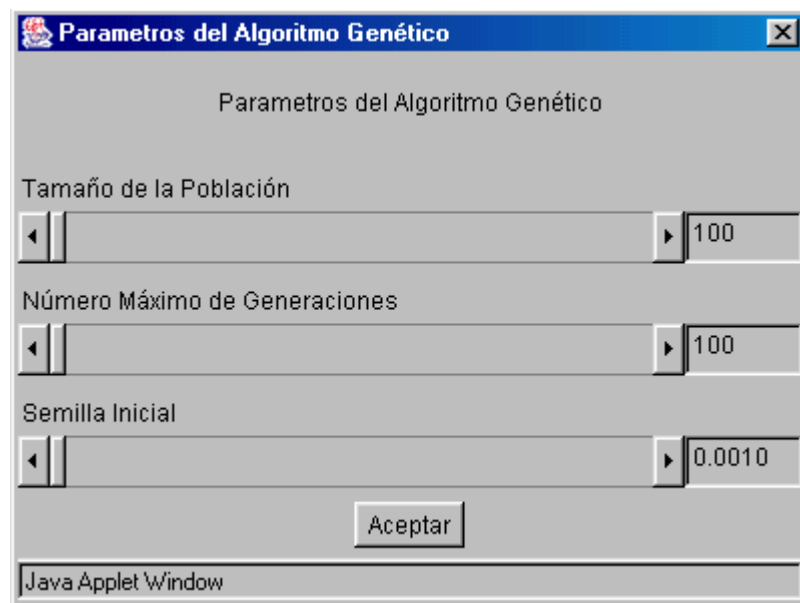 Parametros del Algoritmo Genético
Parametros del Algoritmo Genético
Tamaño de la Población
100
Número Máximo de Generaciones
100
Semilla Inicial
0.0010
Aceptar
Java Applet Window